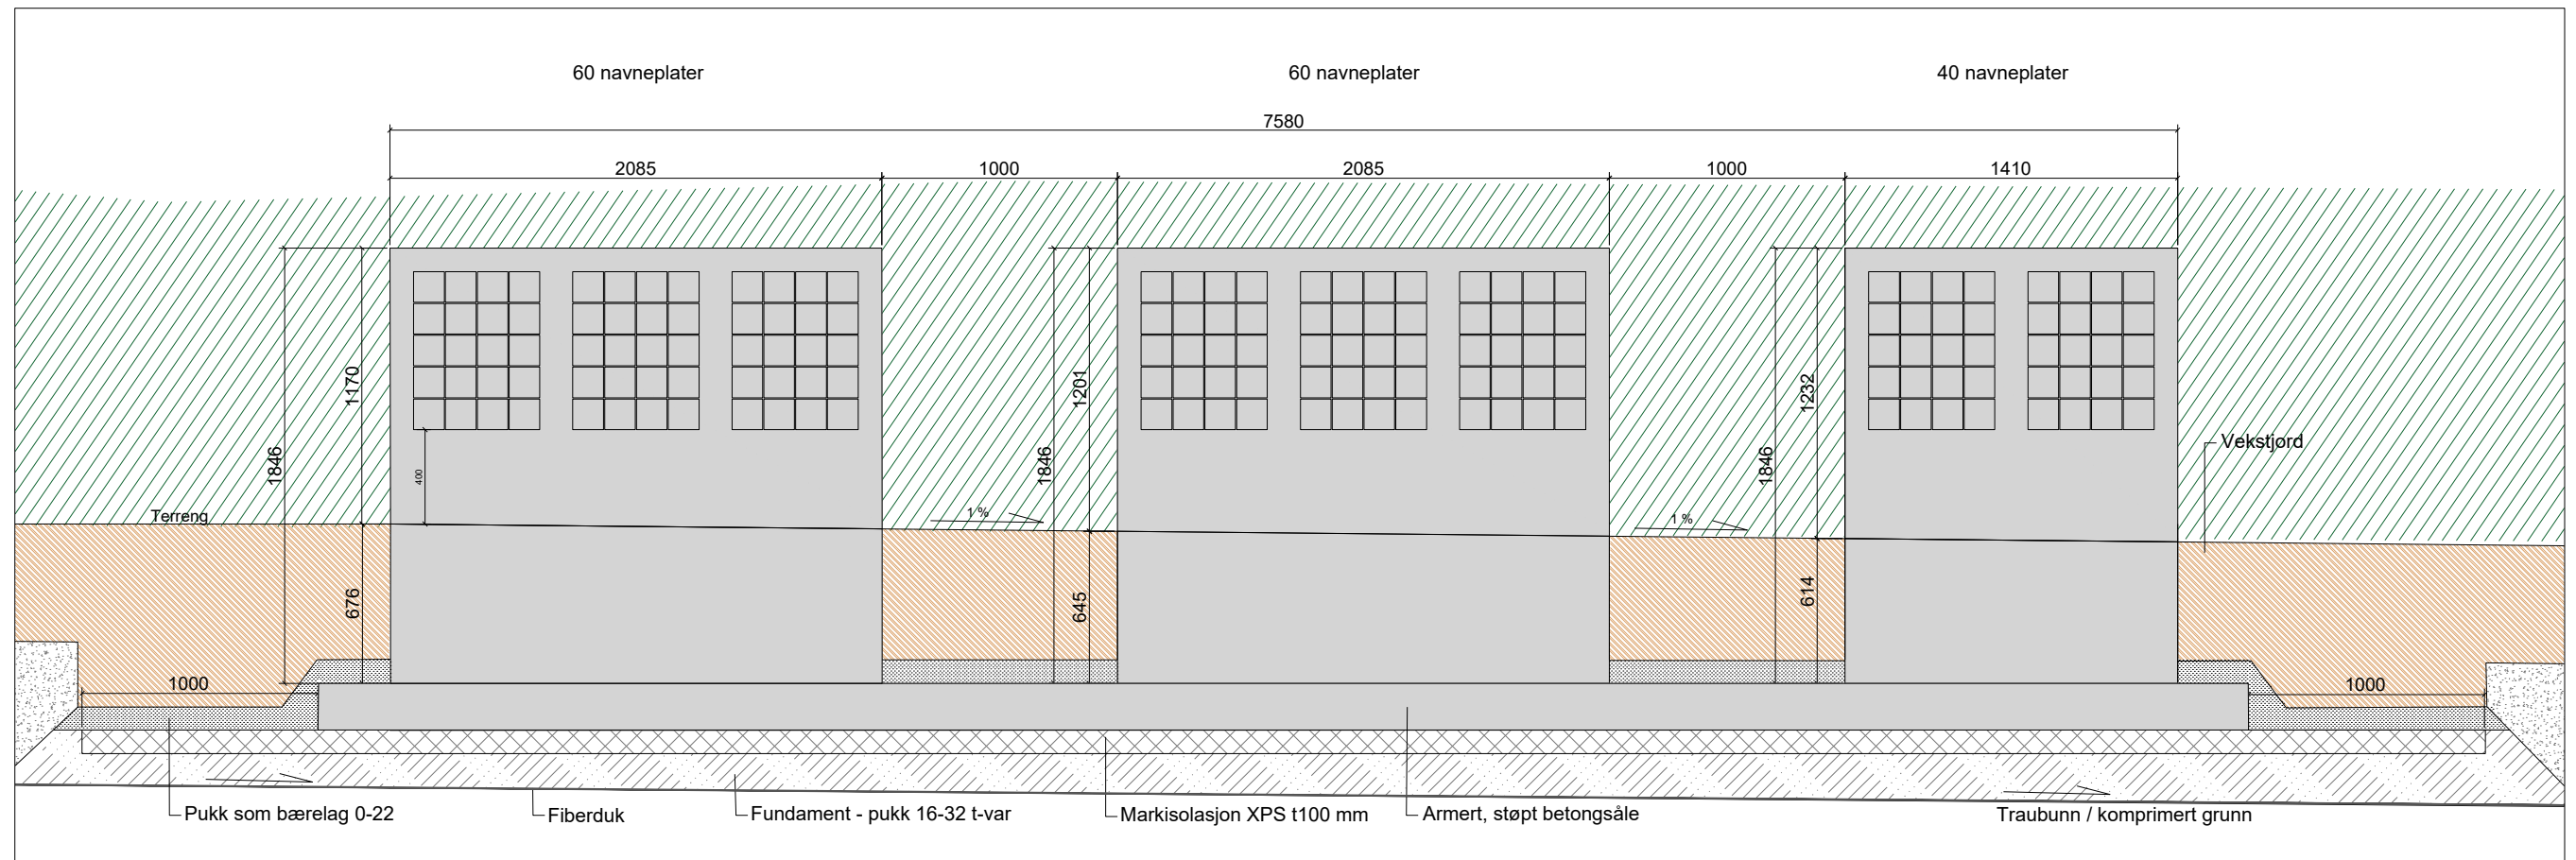 60 navneplater
60 navneplater
40 navneplater
7580
2085
1000
2085
1000
1410
1846
1170
1846
1201
1846
1232
400
Vekstjørd
Terreng
1 %
1 %
676
645
614
1000
1000
Pukk som bærelag 0-22
Fiberduk
Fundament - pukk 16-32 t-var
Markisolasjon XPS t100 mm
Armert, støpt betongsåle
Traubunn / komprimert grunn